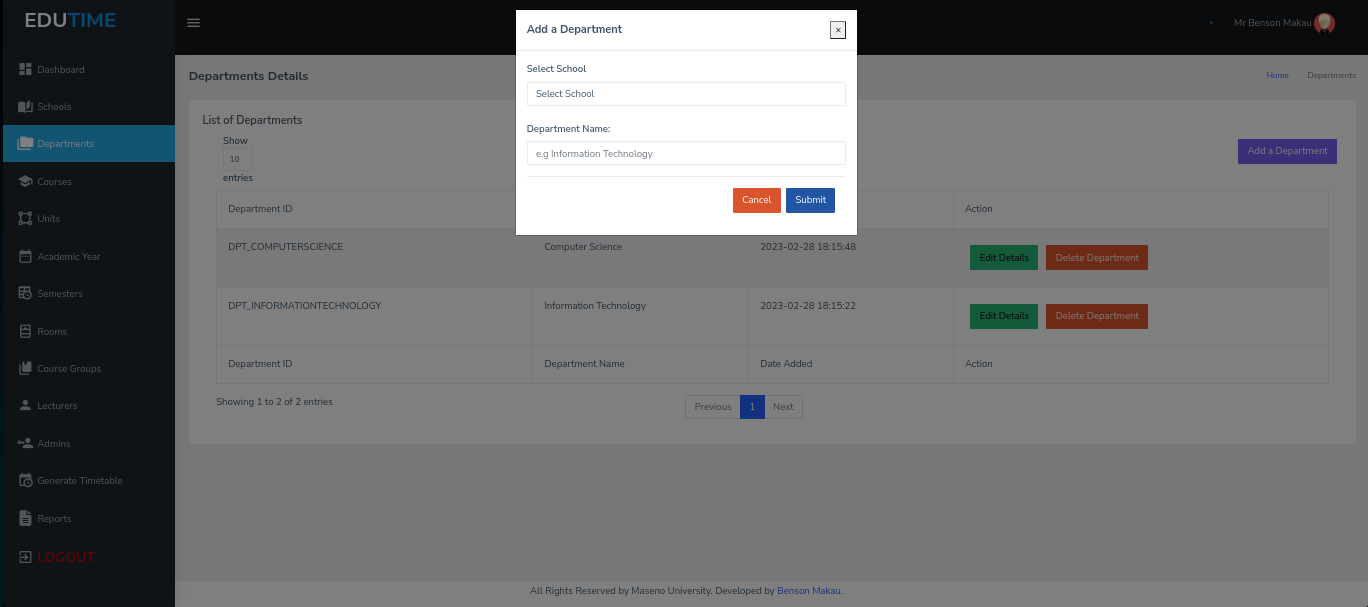 EDUTIME
Mr Benson Makau
Dashboard
Schools
Departments
Courses
Units
Academic Year
Semesters
Rooms
Course Groups
Lecturers
Admins
Generate Timetable
Reports
LOGOUT
Add a Department
×
Select School
Select School
Department Name:
e.g Information Technology
Cancel
Submit
Departments Details
Home
Departments
List of Departments
Show
10
entries
Add a Department
Department ID
Action
DPT_COMPUTERSCIENCE
Computer Science
2023-02-28 18:15:48
Edit Details
Delete Department
DPT_INFORMATIONTECHNOLOGY
Information Technology
2023-02-28 18:15:22
Edit Details
Delete Department
Department ID
Department Name
Date Added
Action
Showing 1 to 2 of 2 entries
Previous
1
Next
All Rights Reserved by Maseno University. Developed by Benson Makau.